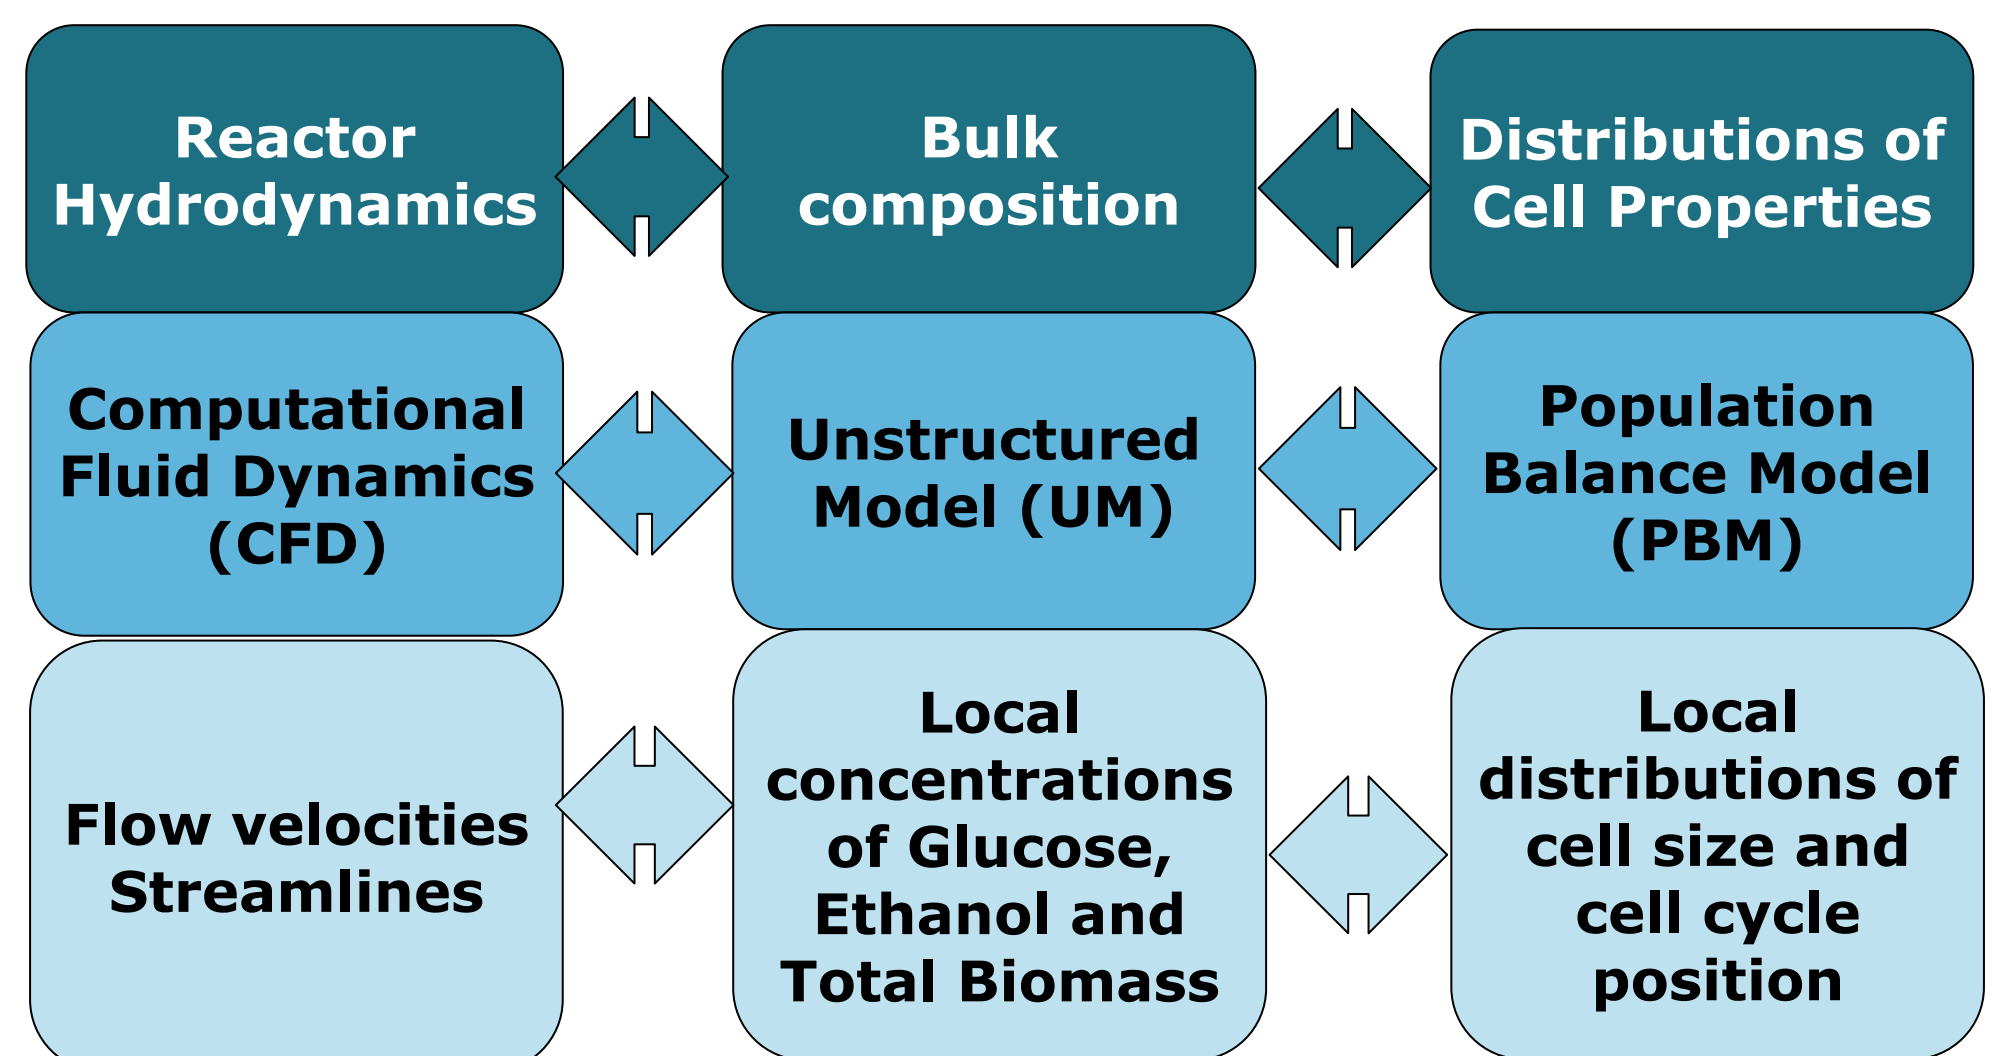 Reactor
Hydrodynamics
Bulk
composition
Distributions of
Cell Properties
Computational
Fluid Dynamics
(CFD)
Unstructured
Model (UM)
Population
Balance Model
(PBM)
Flow velocities
Streamlines
Local
concentrations
of Glucose,
Ethanol and
Total Biomass
Local
distributions of
cell size and
cell cycle
position